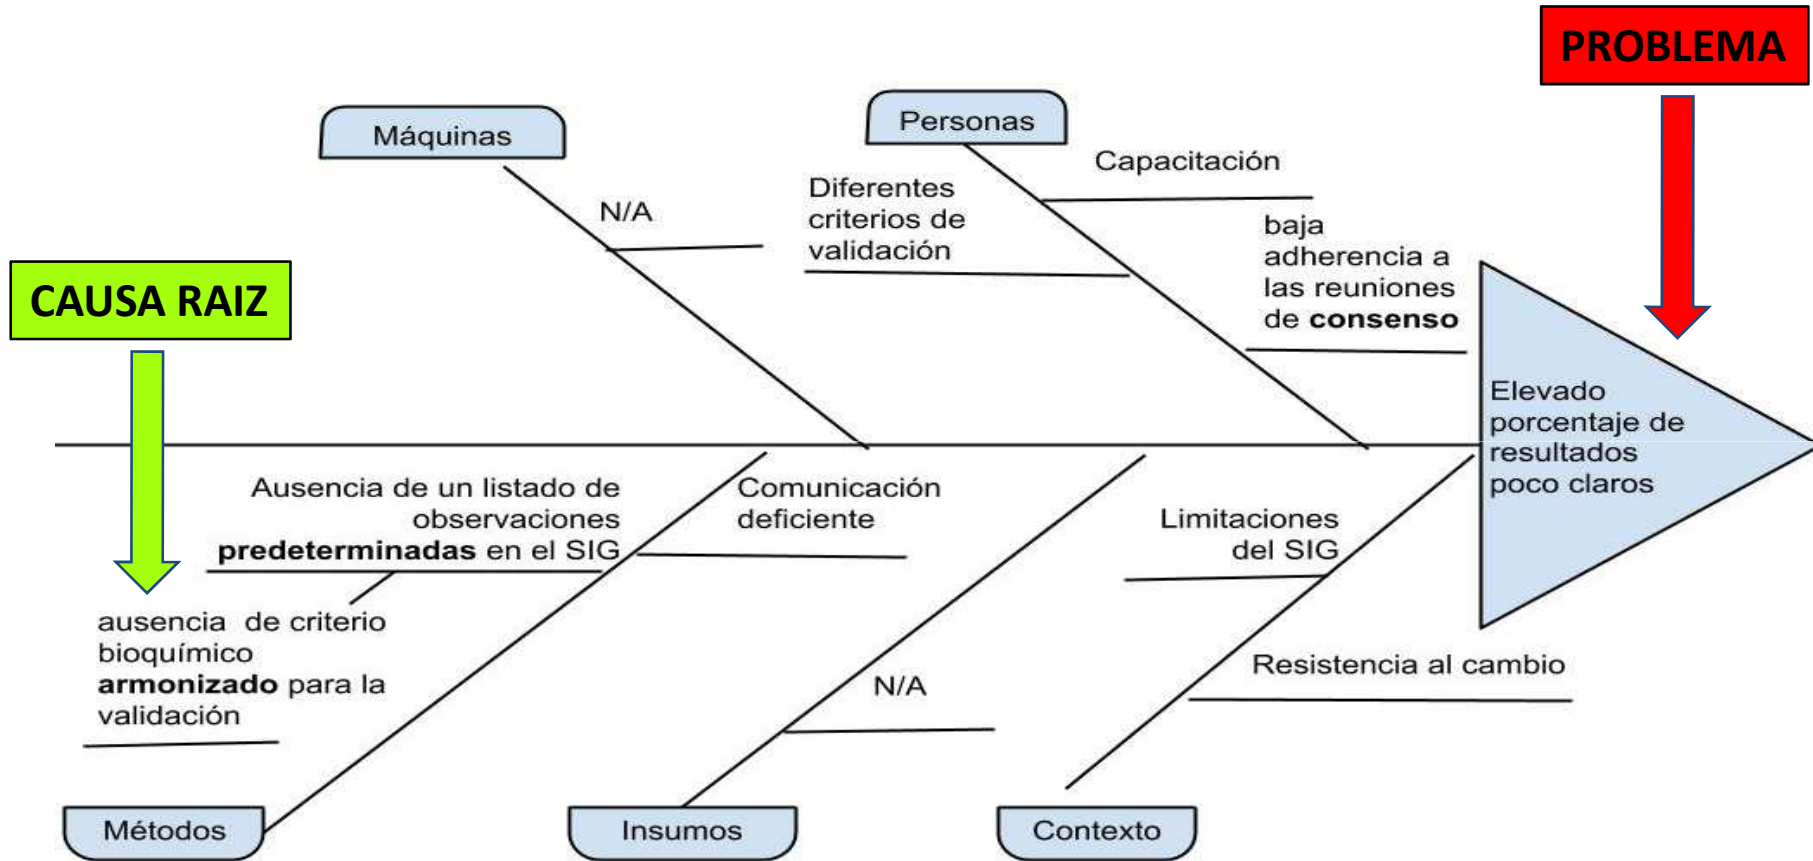 PROBLEMA
Máquinas
Personas
Capacitación
N/A
Diferentes
criterios de
validación
baja
adherencia a
las reuniones
de consenso
CAUSA RAIZ
Elevado
porcentaje de
resultados
poco claros
Ausencia de un listado de
observaciones
predeterminadas en el SIG
Comunicación
deficiente
Limitaciones
del SIG
ausencia de criterio
bioquímico
armonizado para la
validación
N/A
Resistencia al cambio
Métodos
Insumos
Contexto